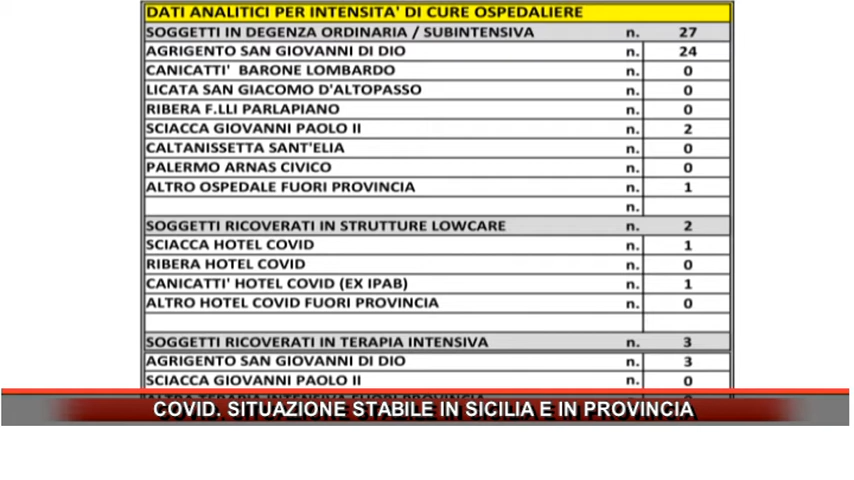 DATI ANALITICI PER INTENSITA' DI CURE OSPEDALIERE
SOGGETTI IN DEGENZA ORDINARIA / SUBINTENSIVA n. 27
AGRIGENTO SAN GIOVANNI DI DIO n. 24
CANICATTI' BARONE LOMBARDO n. 0
LICATA SAN GIACOMO D'ALTOPASSO n. 0
RIBERA F.LLI PARLAPIANO n. 0
SCIACCA GIOVANNI PAOLO II n. 2
CALTANISSETTA SANT'ELIA n. 0
PALERMO ARNAS CIVICO n. 0
ALTRO OSPEDALE FUORI PROVINCIA n. 1
n.
SOGGETTI RICOVERATI IN STRUTTURE LOWCARE n. 2
SCIACCA HOTEL COVID n. 1
RIBERA HOTEL COVID n. 0
CANICATTI' HOTEL COVID (EX IPAB) n. 1
ALTRO HOTEL COVID FUORI PROVINCIA n. 0
SOGGETTI RICOVERATI IN TERAPIA INTENSIVA n. 3
AGRIGENTO SAN GIOVANNI DI DIO n. 3
SCIACCA GIOVANNI PAOLO II n. 0
COVID. SITUAZIONE STABILE IN SICILIA E IN PROVINCIA